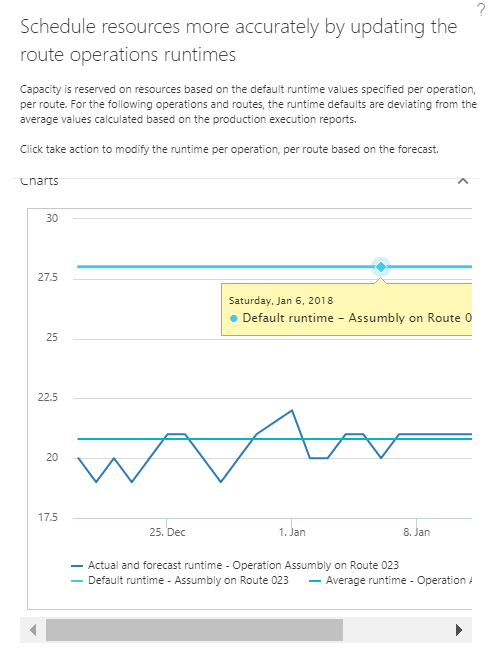 ?
Schedule resources more accurately by updating the
route operations runtimes
Capacity is reserved on resources based on the default runtime values specified per operation,
per route. For the following operations and routes, the runtime defaults are deviating from the
average values calculated based on the production execution reports.
Click take action to modify the runtime per operation, per route based on the forecast.
Charts
30
27.5
Saturday, Jan 6, 2018
Default runtime - Assumbly on Route 0
25
22.5
20
17.5
25. Dec 1. Jan 8. Jan
Actual and forecast runtime - Operation Assumbly on Route 023
Default runtime - Assumbly on Route 023 Average runtime - Operation